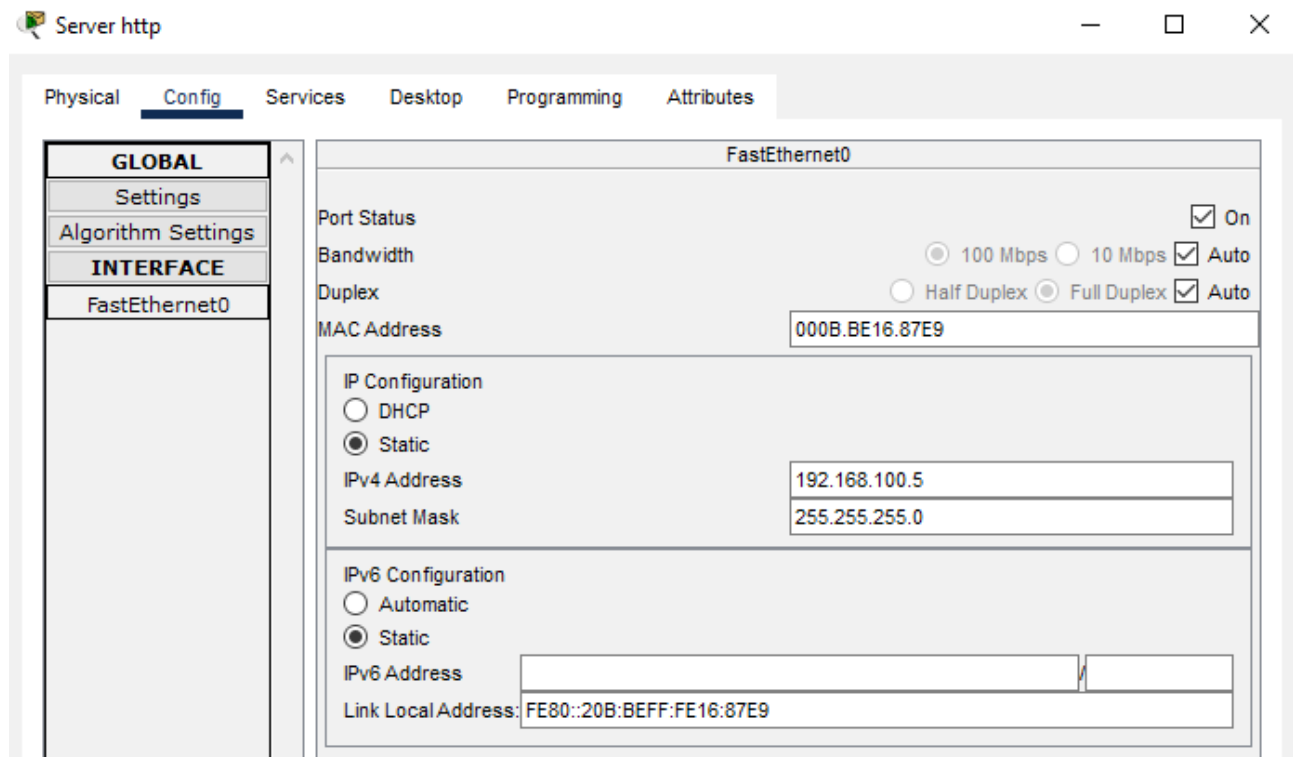 Server http
Physical Config Services Desktop Programming Attributes
GLOBAL
Settings
Algorithm Settings
INTERFACE
FastEthernet0
FastEthernet0
Port Status On
Bandwidth 100 Mbps 10 Mbps Auto
Duplex Half Duplex Full Duplex Auto
MAC Address 000B.BE16.87E9
IP Configuration
DHCP
Static
IPv4 Address 192.168.100.5
Subnet Mask 255.255.255.0
IPv6 Configuration
Automatic
Static
IPv6 Address /
Link Local Address: FE80::20B:BEFF:FE16:87E9